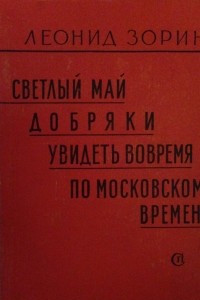 ЛЕОНИД ЗОРИН
СВЕТЛЫЙ МАЙ
ДОБРЯКИ
УВИДЕТЬ ВОВРЕМЯ
ПО МОСКОВСКОМ
ВРЕМЕН